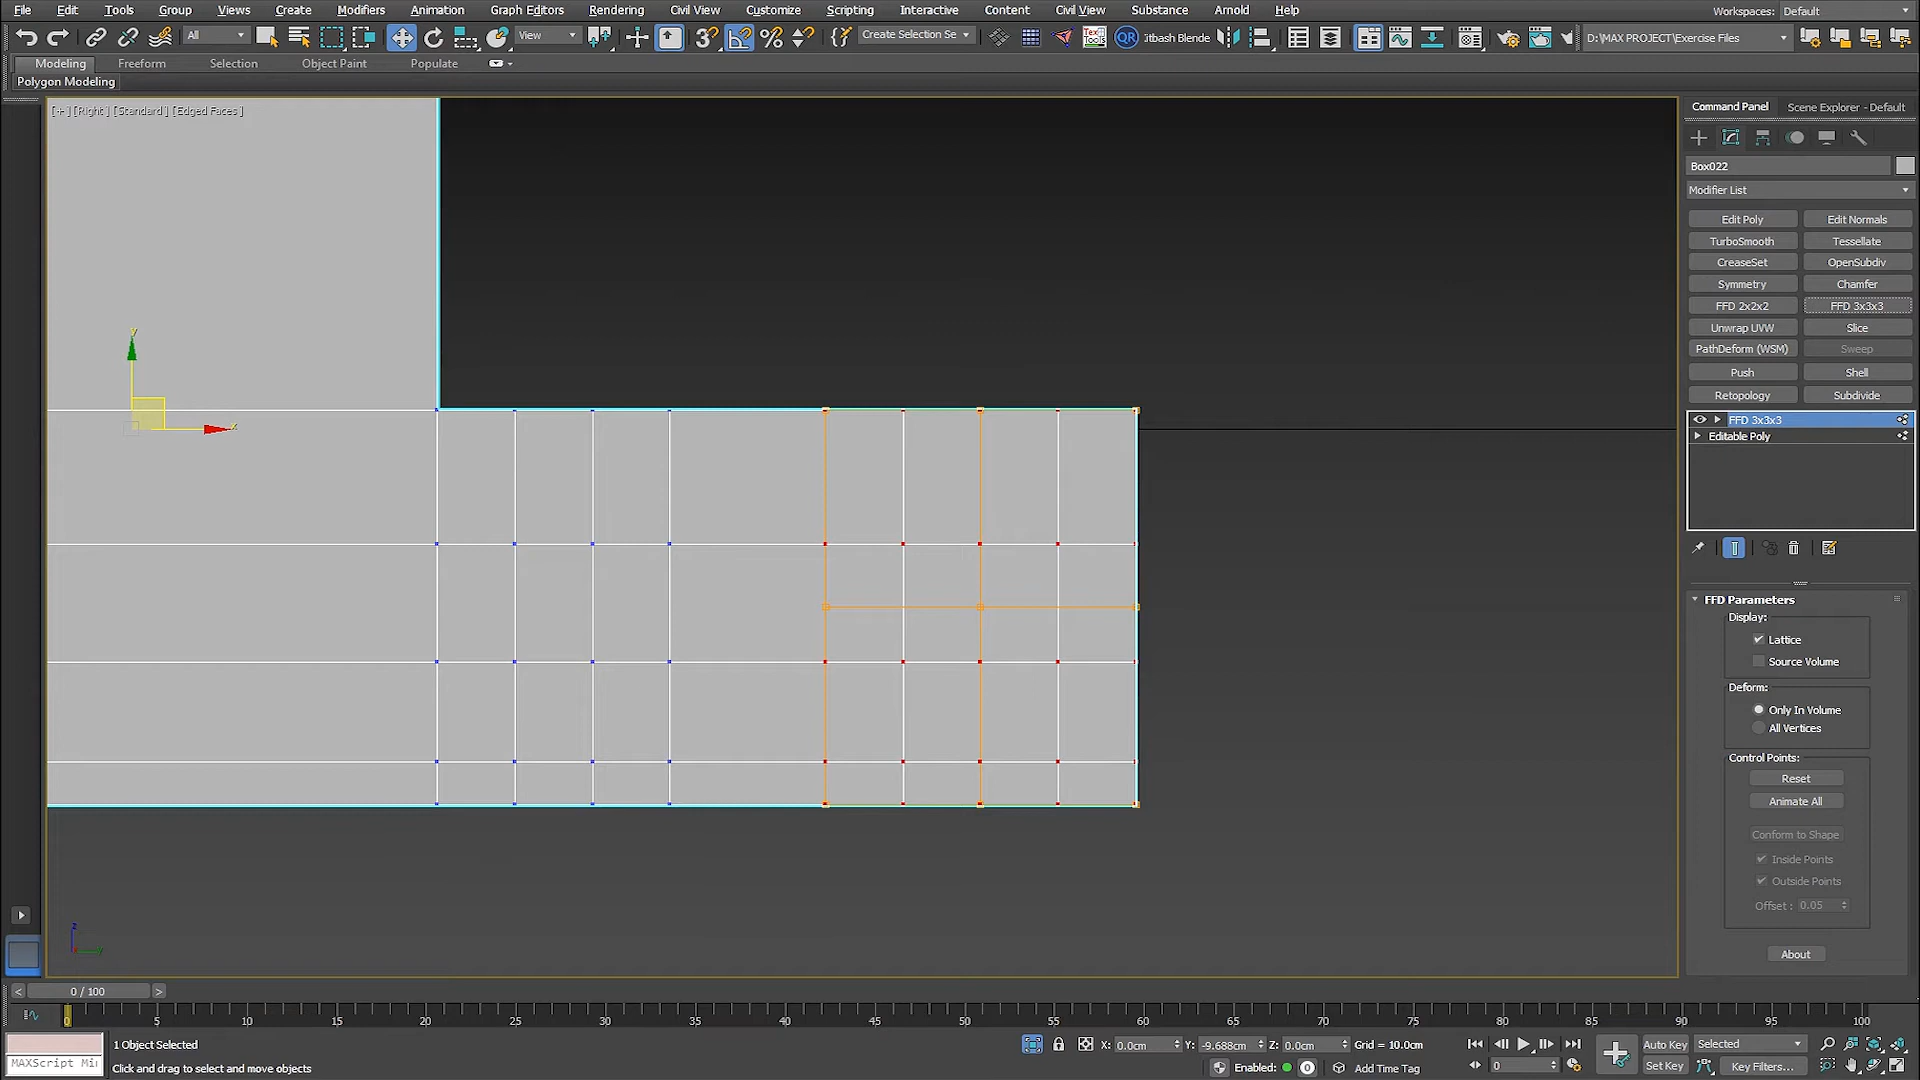 File Edit Tools Group Views Create Modifiers Animation Graph Editors Rendering Civil View Customize Scripting Interactive Content Civil View Substance Arnold Help
Workspaces: Default
All
View
Create Selection Se
itbash Blende
D:\MAX PROJECT\Exercise Files
Modeling Freeform Selection Object Paint Populate
Polygon Modeling
[+] [Right] [Standard] [Edged Faces]
Command Panel Scene Explorer - Default
Box022
Modifier List
Edit Poly Edit Normals
TurboSmooth Tessellate
CreaseSet OpenSubdiv
Symmetry Chamfer
FFD 2x2x2 FFD 3x3x3
Unwrap UVW Slice
PathDeform (WSM) Sweep
Push Shell
Retopology Subdivide
FFD 3x3x3
Editable Poly
FFD Parameters
Display:
Lattice
Source Volume
Deform:
Only In Volume
All Vertices
Control Points:
Reset
Animate All
Conform to Shape
Inside Points
Outside Points
Offset : 0.05
About
y
x
z
y
< 0 / 100 >
0 5 10 15 20 25 30 35 40 45 50 55 60 65 70 75 80 85 90 95 100
1 Object Selected
X: 0.0cm Y: -9.688cm Z: 0.0cm Grid = 10.0cm
Auto Key Selected
MAXScript Mi
Click and drag to select and move objects
Enabled: 0 Add Time Tag
0
Set Key Key Filters...